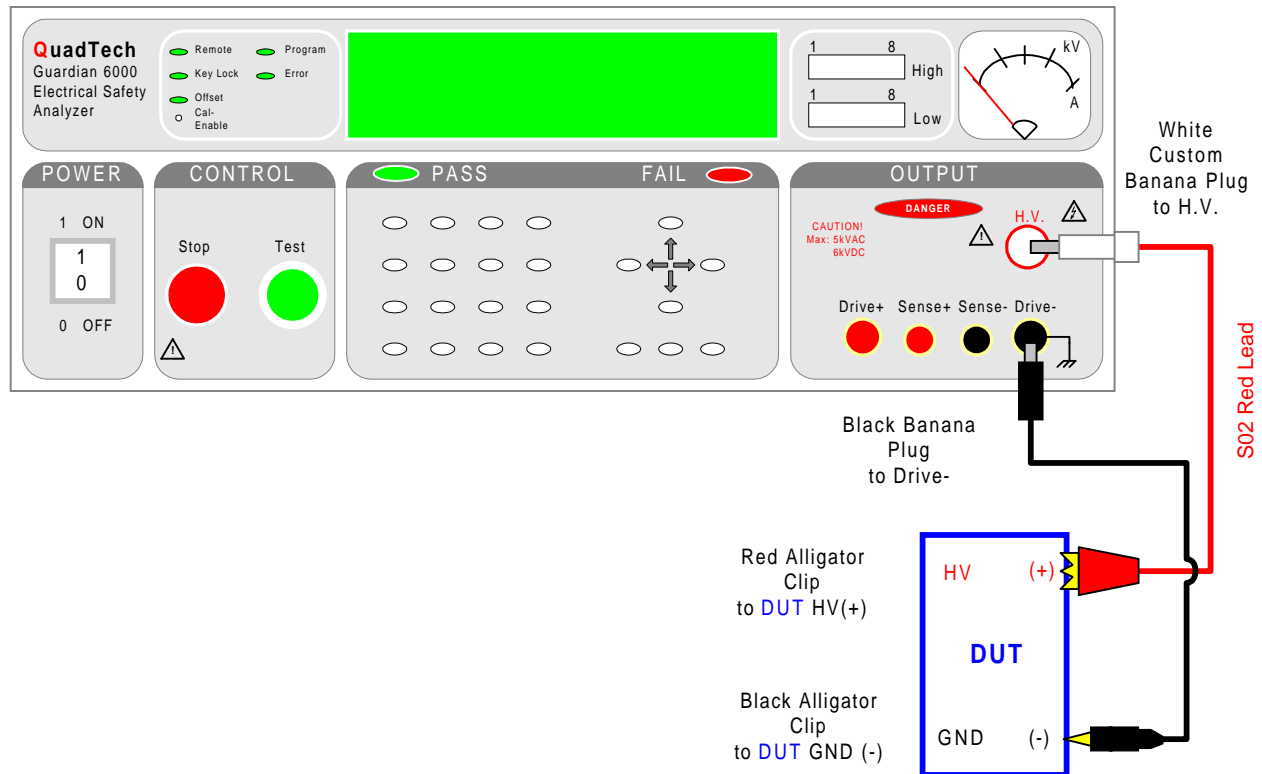 QuadTech
Guardian 6000
Electrical Safety
Analyzer
Remote
Program
Key Lock
Error
Offset
Cal-
Enable
1 8
High
1 8
Low
kV
A
POWER
1 ON
1
0
0 OFF
CONTROL
Stop
Test
PASS
FAIL
OUTPUT
DANGER
CAUTION!
Max: 5kVAC
6kVDC
H.V.
Drive+ Sense+ Sense- Drive-
White
Custom
Banana Plug
to H.V.
S02 Red Lead
Black Banana
Plug
to Drive-
Red Alligator
Clip
to DUT HV(+)
HV (+)
DUT
Black Alligator
Clip
to DUT GND (-)
GND (-)